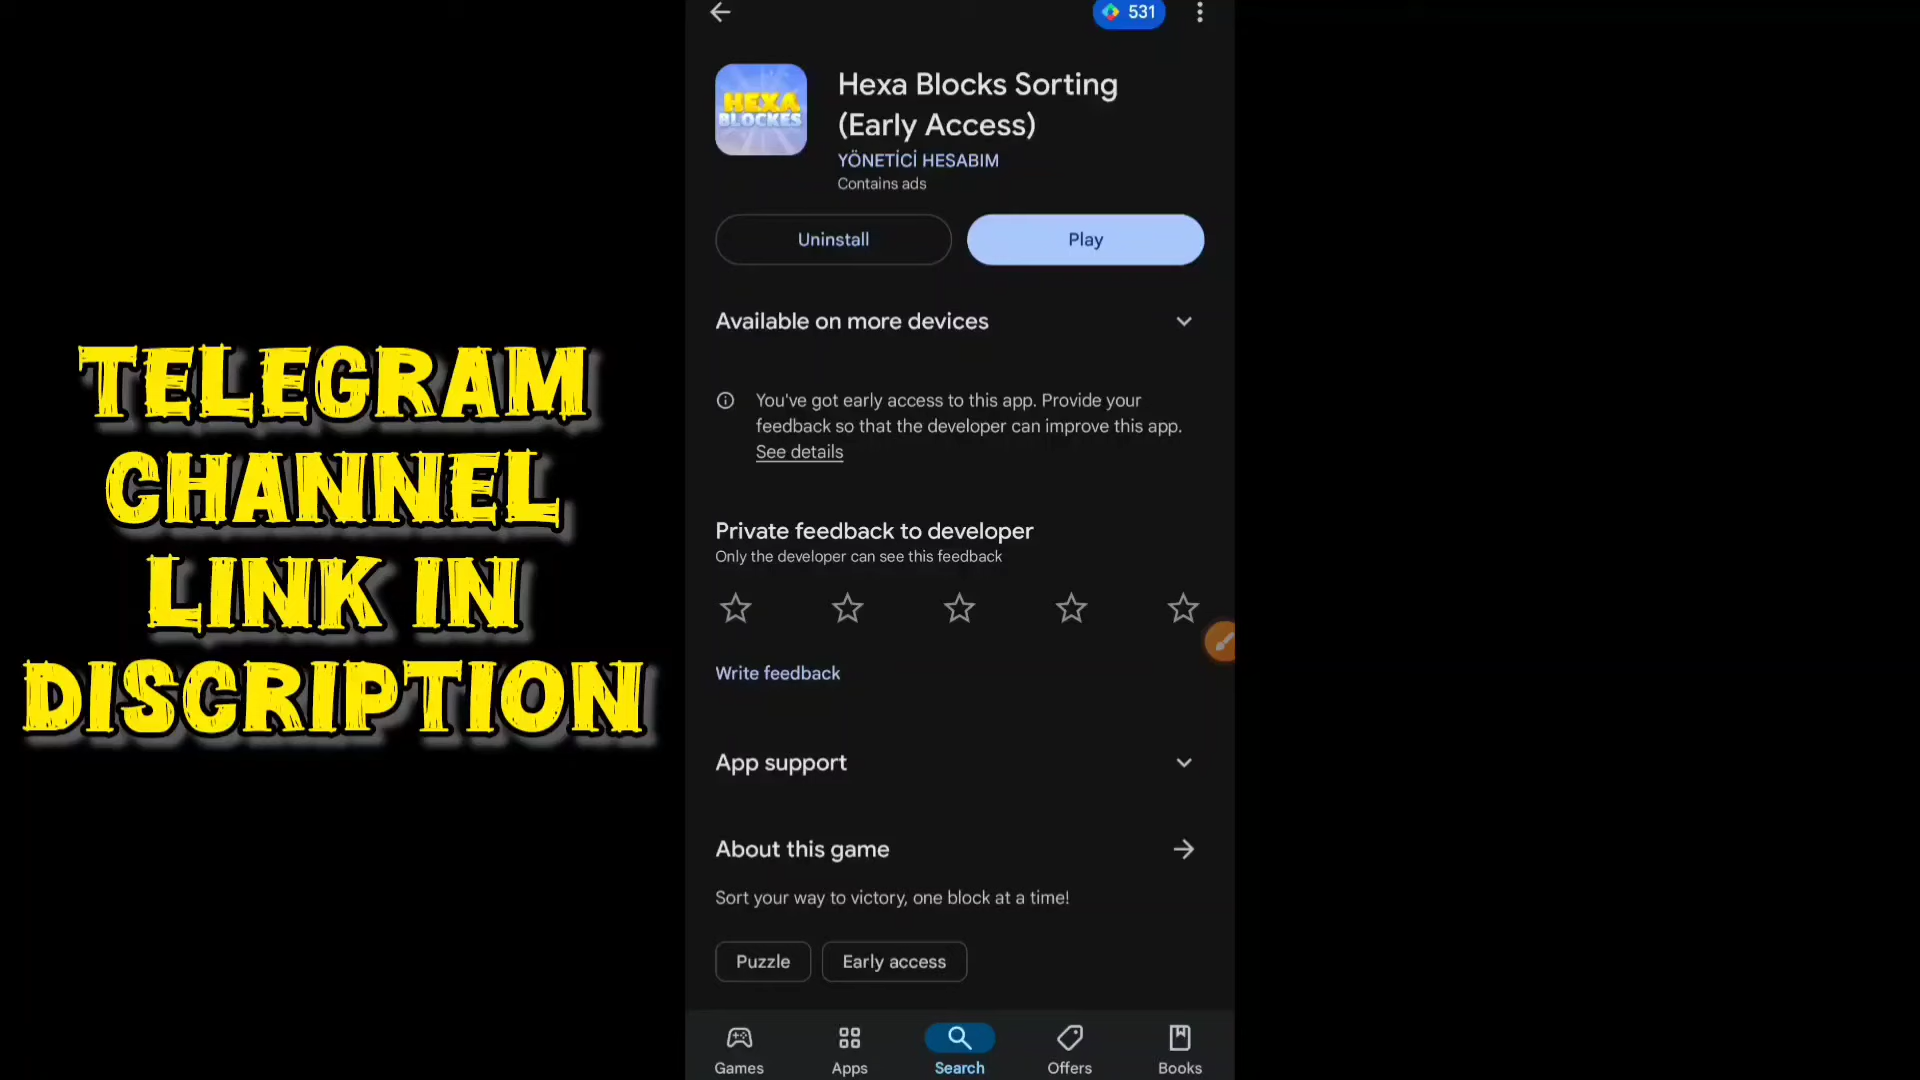 531
HEXA
BLOCKES
Hexa Blocks Sorting
(Early Access)
YÖNETİCİ HESABIM
Contains ads
Uninstall
Play
Available on more devices
You've got early access to this app. Provide your
feedback so that the developer can improve this app.
See details
Private feedback to developer
Only the developer can see this feedback
Write feedback
App support
About this game
Sort your way to victory, one block at a time!
Puzzle
Early access
Games
Apps
Search
Offers
Books
TELEGRAM
CHANNEL
LINK IN
DISCRIPTION